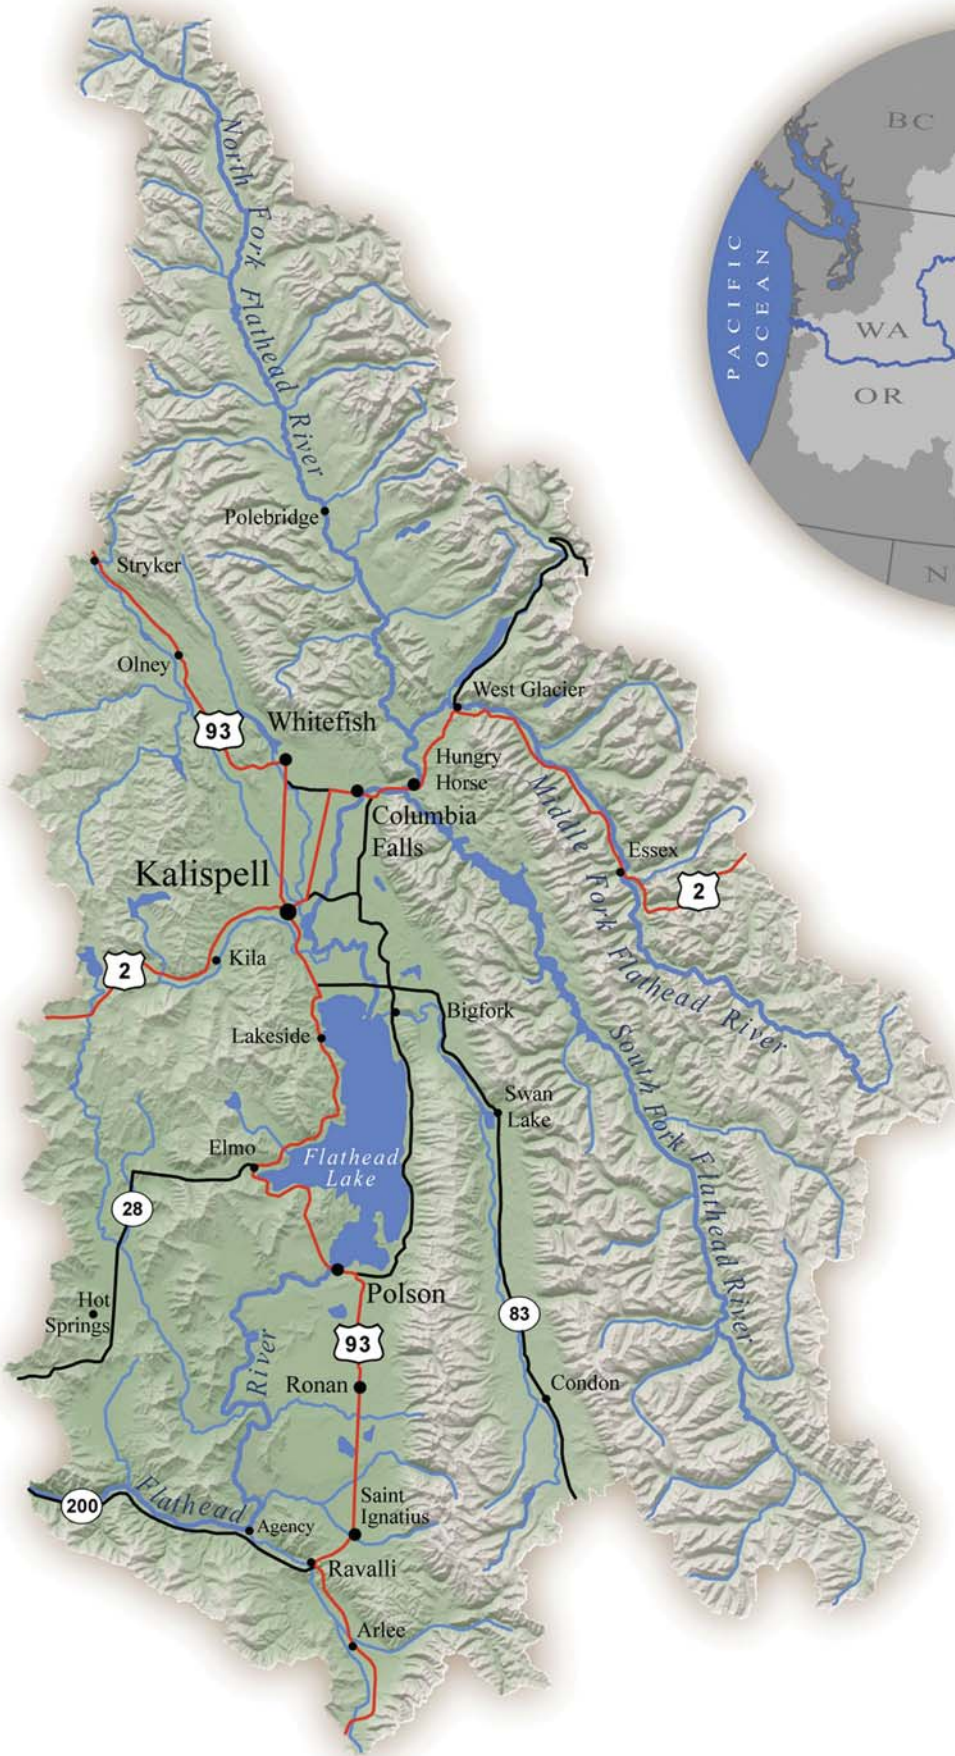 North Fork Flathead River
BC
PACIFIC
OCEAN
WA
OR
N
Polebridge
Stryker
Olney
West Glacier
93
Whitefish
Hungry
Horse
Middle Fork Flathead River
Columbia
Falls
Essex
Kalispell
2
Kila
2
Bigfork
Lakeside
South Fork Flathead River
Swan
Lake
Elmo
Flathead
Lake
28
Hot
Springs
Polson
83
93
River
Ronan
Condon
Flathead
200
Saint
Ignatius
Agency
Ravalli
Arlee